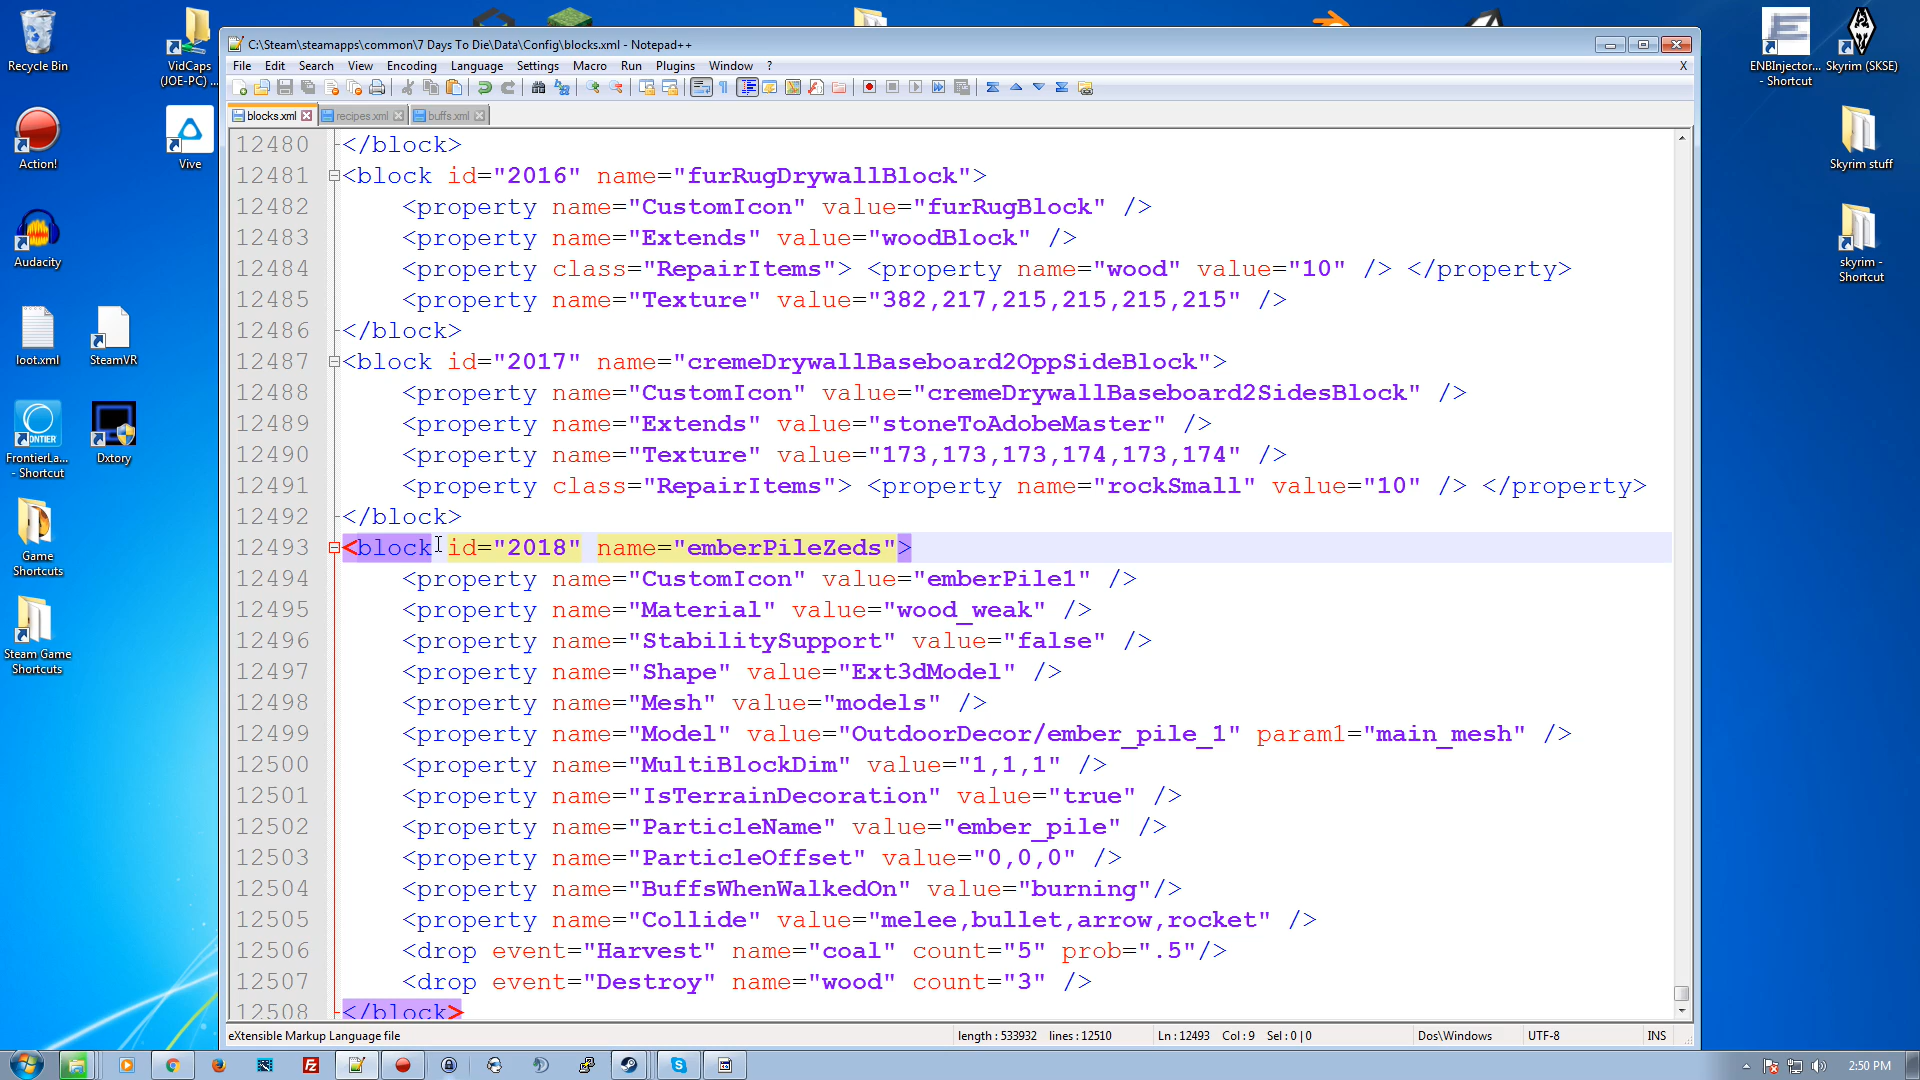 Recycle Bin
VidCaps
(JOE-PC) ...
Action!
Vive
Audacity
loot.xml
SteamVR
FrontierLa...
- Shortcut
Dxtory
Game
Shortcuts
Steam Game
Shortcuts
ENBInjector...
- Shortcut
Skyrim (SKSE)
Skyrim stuff
skyrim -
Shortcut
C:\Steam\steamapps\common\7 Days To Die\Data\Config\blocks.xml - Notepad++
File Edit Search View Encoding Language Settings Macro Run Plugins Window ? X
blocks.xml recipes.xml buffs.xml
12480 </block>
12481 <block id="2016" name="furRugDrywallBlock">
12482 <property name="CustomIcon" value="furRugBlock" />
12483 <property name="Extends" value="woodBlock" />
12484 <property class="RepairItems"> <property name="wood" value="10" /> </property>
12485 <property name="Texture" value="382,217,215,215,215,215" />
12486 </block>
12487 <block id="2017" name="cremeDrywallBaseboard2OppSideBlock">
12488 <property name="CustomIcon" value="cremeDrywallBaseboard2SidesBlock" />
12489 <property name="Extends" value="stoneToAdobeMaster" />
12490 <property name="Texture" value="173,173,173,174,173,174" />
12491 <property class="RepairItems"> <property name="rockSmall" value="10" /> </property>
12492 </block>
12493 <block id="2018" name="emberPileZeds">
12494 <property name="CustomIcon" value="emberPile1" />
12495 <property name="Material" value="wood_weak" />
12496 <property name="StabilitySupport" value="false" />
12497 <property name="Shape" value="Ext3dModel" />
12498 <property name="Mesh" value="models" />
12499 <property name="Model" value="OutdoorDecor/ember_pile_1" param1="main_mesh" />
12500 <property name="MultiBlockDim" value="1,1,1" />
12501 <property name="IsTerrainDecoration" value="true" />
12502 <property name="ParticleName" value="ember_pile" />
12503 <property name="ParticleOffset" value="0,0,0" />
12504 <property name="BuffsWhenWalkedOn" value="burning"/>
12505 <property name="Collide" value="melee,bullet,arrow,rocket" />
12506 <drop event="Harvest" name="coal" count="5" prob=".5"/>
12507 <drop event="Destroy" name="wood" count="3" />
12508 </block>
eXtensible Markup Language file length : 533932 lines : 12510 Ln : 12493 Col : 9 Sel : 0 | 0 Dos\Windows UTF-8 INS
2:50 PM